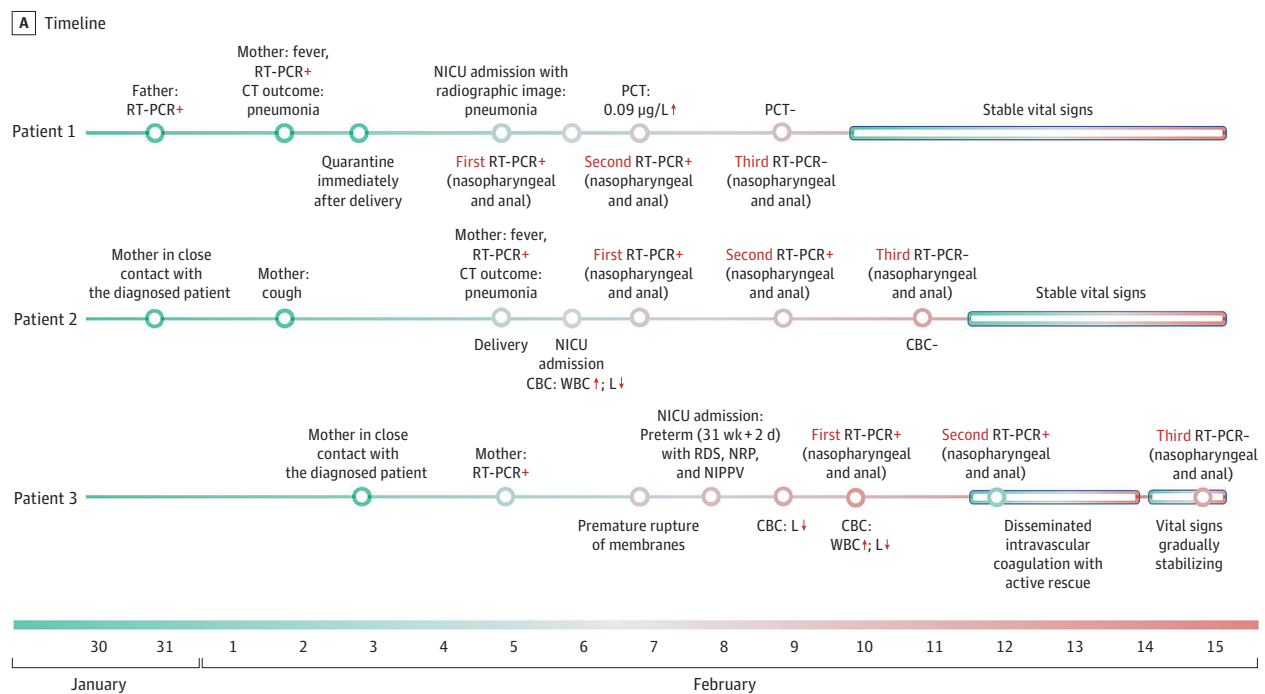 A Timeline
Father:
RT-PCR+
Mother: fever,
RT-PCR+
CT outcome:
pneumonia
NICU admission with
radiographic image:
pneumonia
PCT:
0.09 µg/L↑
PCT-
Stable vital signs
Patient 1
Quarantine
immediately
after delivery
First RT-PCR+
(nasopharyngeal
and anal)
Second RT-PCR+
(nasopharyngeal
and anal)
Third RT-PCR-
(nasopharyngeal
and anal)
Mother in close
contact with
the diagnosed patient
Mother:
cough
Mother: fever,
RT-PCR+
CT outcome:
pneumonia
First RT-PCR+
(nasopharyngeal
and anal)
Second RT-PCR+
(nasopharyngeal
and anal)
Third RT-PCR-
(nasopharyngeal
and anal)
Stable vital signs
Patient 2
Delivery
NICU
admission
CBC: WBC↑; L↓
CBC-
Mother in close
contact with
the diagnosed patient
Mother:
RT-PCR+
NICU admission:
Preterm (31 wk + 2 d)
with RDS, NRP,
and NIPPV
First RT-PCR+
(nasopharyngeal
and anal)
Second RT-PCR+
(nasopharyngeal
and anal)
Third RT-PCR-
(nasopharyngeal
and anal)
Patient 3
Premature rupture
of membranes
CBC: L↓
CBC:
WBC↑; L↓
Disseminated
intravascular
coagulation with
active rescue
Vital signs
gradually
stabilizing
30 31 1 2 3 4 5 6 7 8 9 10 11 12 13 14 15
January February